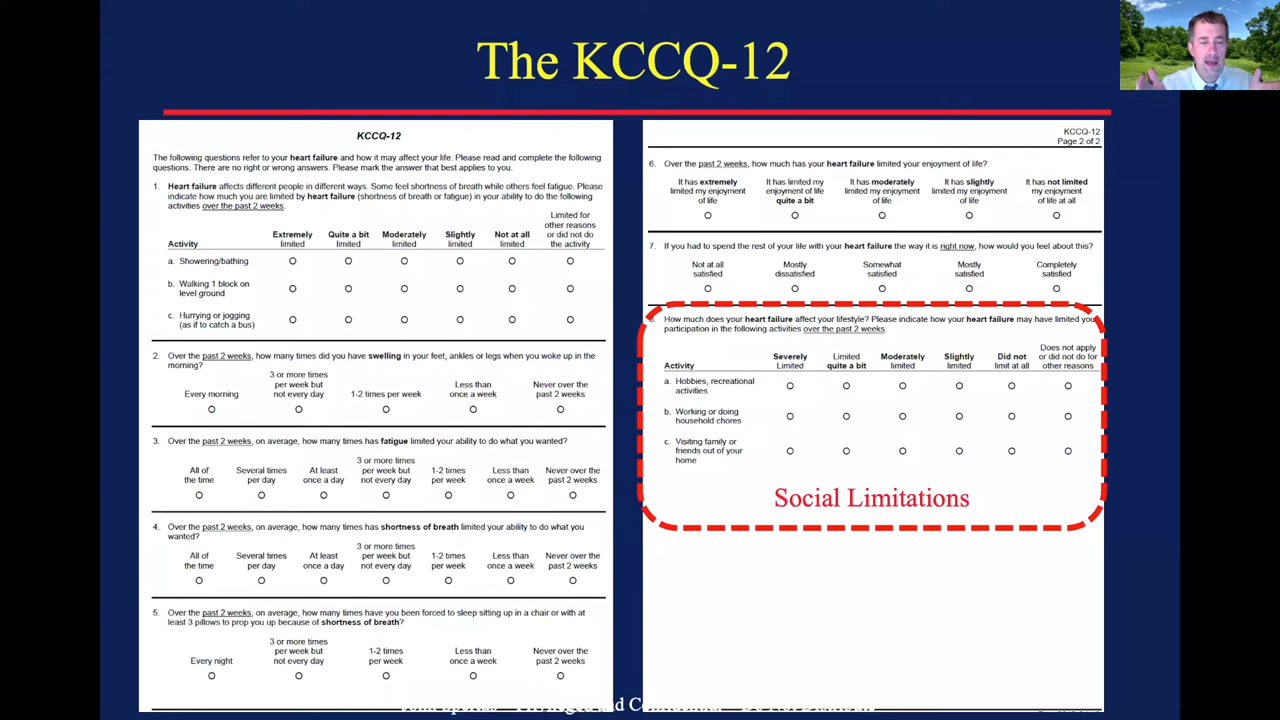 The KCCQ-12
KCCQ-12
The following questions refer to your heart failure and how it may affect your life. Please read and complete the following
questions. There are no right or wrong answers. Please mark the answer that best applies to you.
1. Heart failure affects different people in different ways. Some feel shortness of breath while others feel fatigue. Please
indicate how much you are limited by heart failure (shortness of breath or fatigue) in your ability to do the following
activities over the past 2 weeks.
Activity Extremely limited Quite a bit limited Moderately limited Slightly limited Not at all limited Limited for other reasons or did not do the activity
a. Showering/bathing
b. Walking 1 block on
level ground
c. Hurrying or jogging
(as if to catch a bus)
2. Over the past 2 weeks, how many times did you have swelling in your feet, ankles or legs when you woke up in the
morning?
Every morning 3 or more times per week but not every day 1-2 times per week Less than once a week Never over the past 2 weeks
3. Over the past 2 weeks, on average, how many times has fatigue limited your ability to do what you wanted?
All of the time Several times per day At least once a day 3 or more times per week but not every day 1-2 times per week Less than once a week Never over the past 2 weeks
4. Over the past 2 weeks, on average, how many times has shortness of breath limited your ability to do what you
wanted?
All of the time Several times per day At least once a day 3 or more times per week but not every day 1-2 times per week Less than once a week Never over the past 2 weeks
5. Over the past 2 weeks, on average, how many times have you been forced to sleep sitting up in a chair or with at
least 3 pillows to prop you up because of shortness of breath?
Every night 3 or more times per week but not every day 1-2 times per week Less than once a week Never over the past 2 weeks
KCCQ-12
Page 2 of 2
6. Over the past 2 weeks, how much has your heart failure limited your enjoyment of life?
It has extremely limited my enjoyment of life It has limited my enjoyment of life quite a bit It has moderately limited my enjoyment of life It has slightly limited my enjoyment of life It has not limited my enjoyment of life at all
7. If you had to spend the rest of your life with your heart failure the way it is right now, how would you feel about this?
Not at all satisfied Mostly dissatisfied Somewhat satisfied Mostly satisfied Completely satisfied
How much does your heart failure affect your lifestyle? Please indicate how your heart failure may have limited your
participation in the following activities over the past 2 weeks.
Activity Severely Limited Limited quite a bit Moderately limited Slightly limited Did not limit at all Does not apply or did not do for other reasons
a. Hobbies, recreational
activities
b. Working or doing
household chores
c. Visiting family or
friends out of your
home
Social Limitations